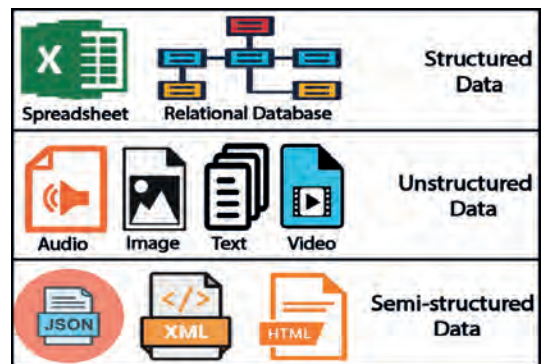 X
Spreadsheet
Relational Database
Structured
Data
Audio
Image
Text
Video
Unstructured
Data
JSON
</>
XML
HTML
Semi-structured
Data